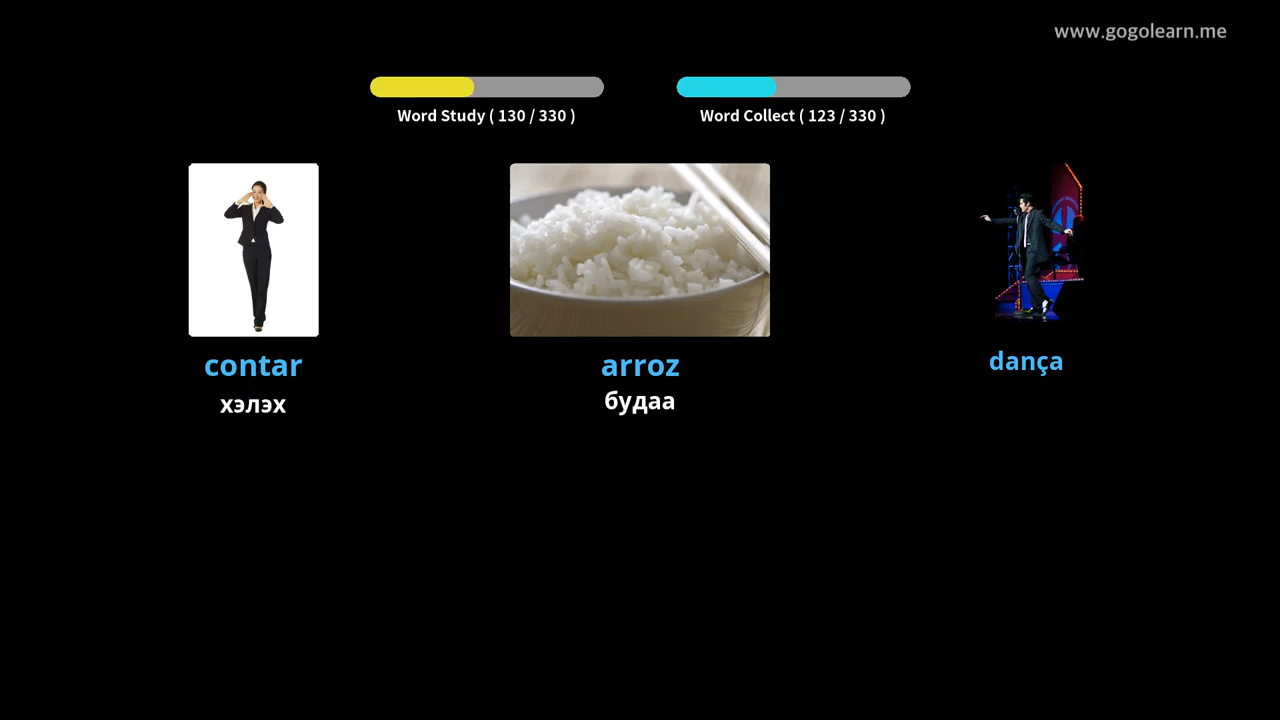 www.gogolearn.me
Word Study ( 130 / 330 )
Word Collect ( 123 / 330 )
contar
хэлэх
arroz
будаа
dança